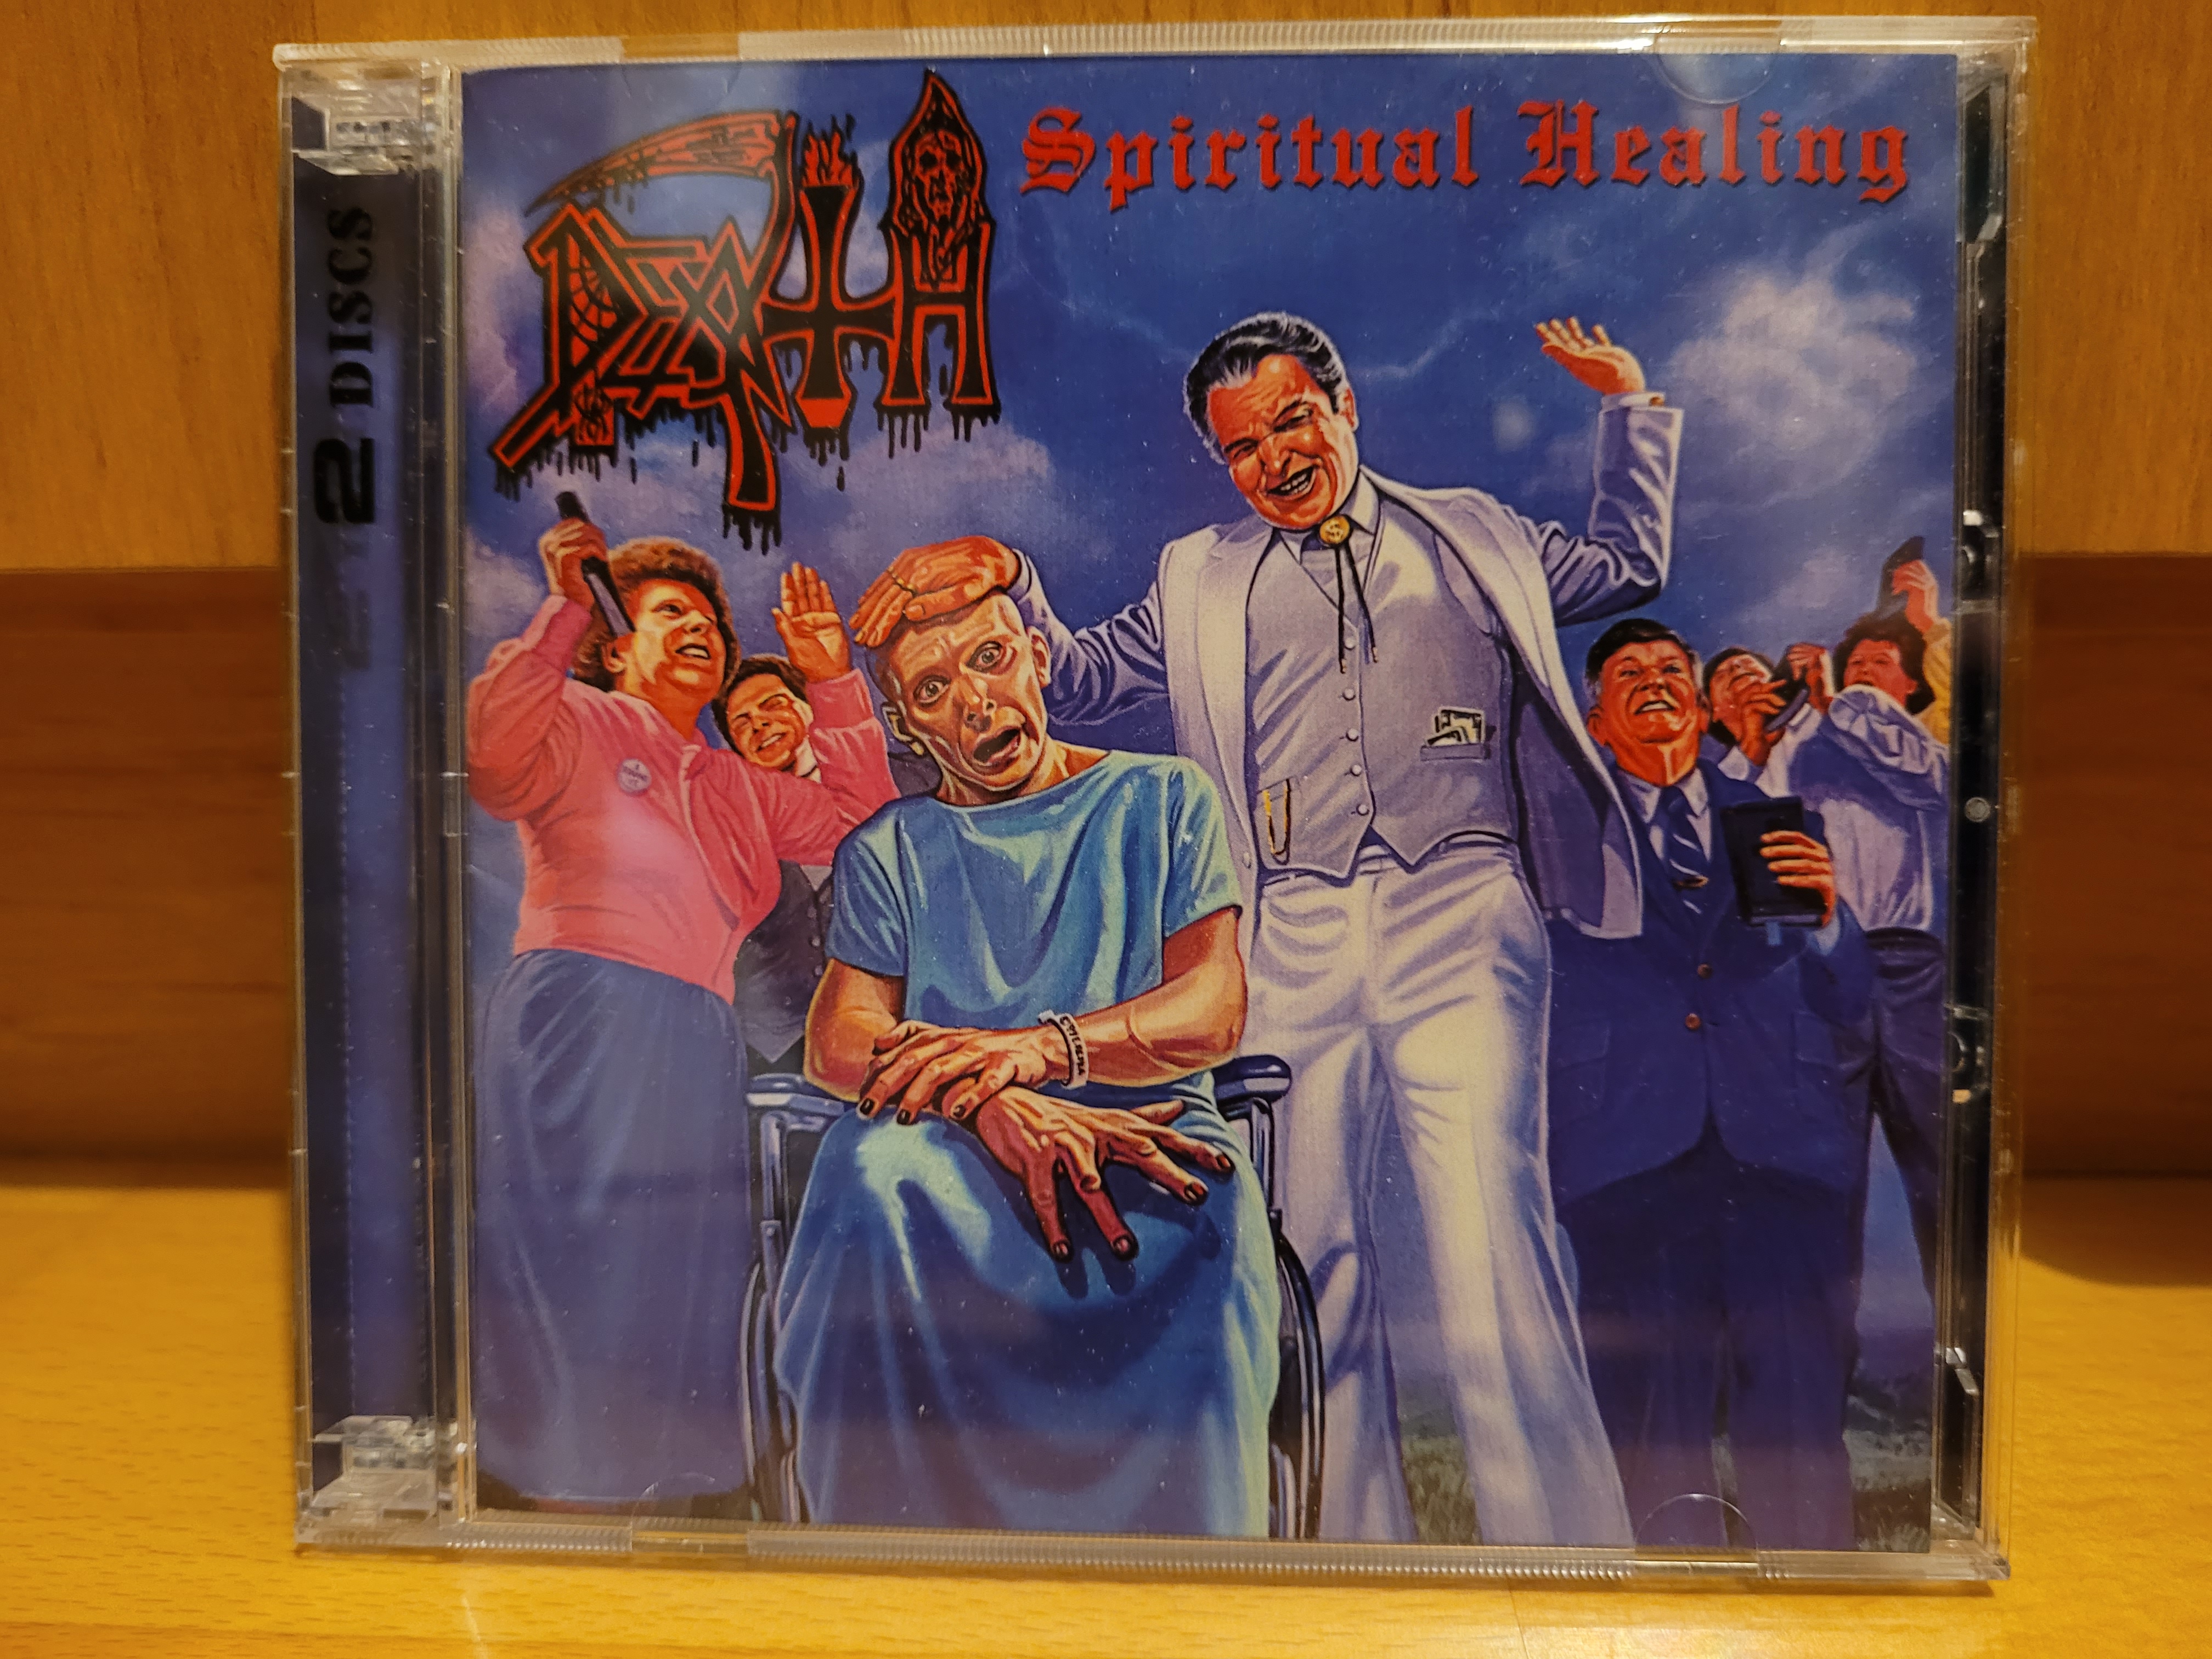 DEATH
Spiritual Healing
2 DISCS
$